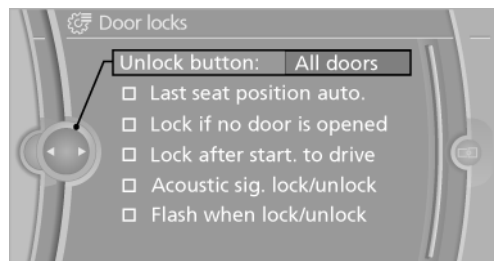 Door locks
Unlock button: All doors
Last seat position auto.
Lock if no door is opened
Lock after start. to drive
Acoustic sig. lock/unlock
Flash when lock/unlock